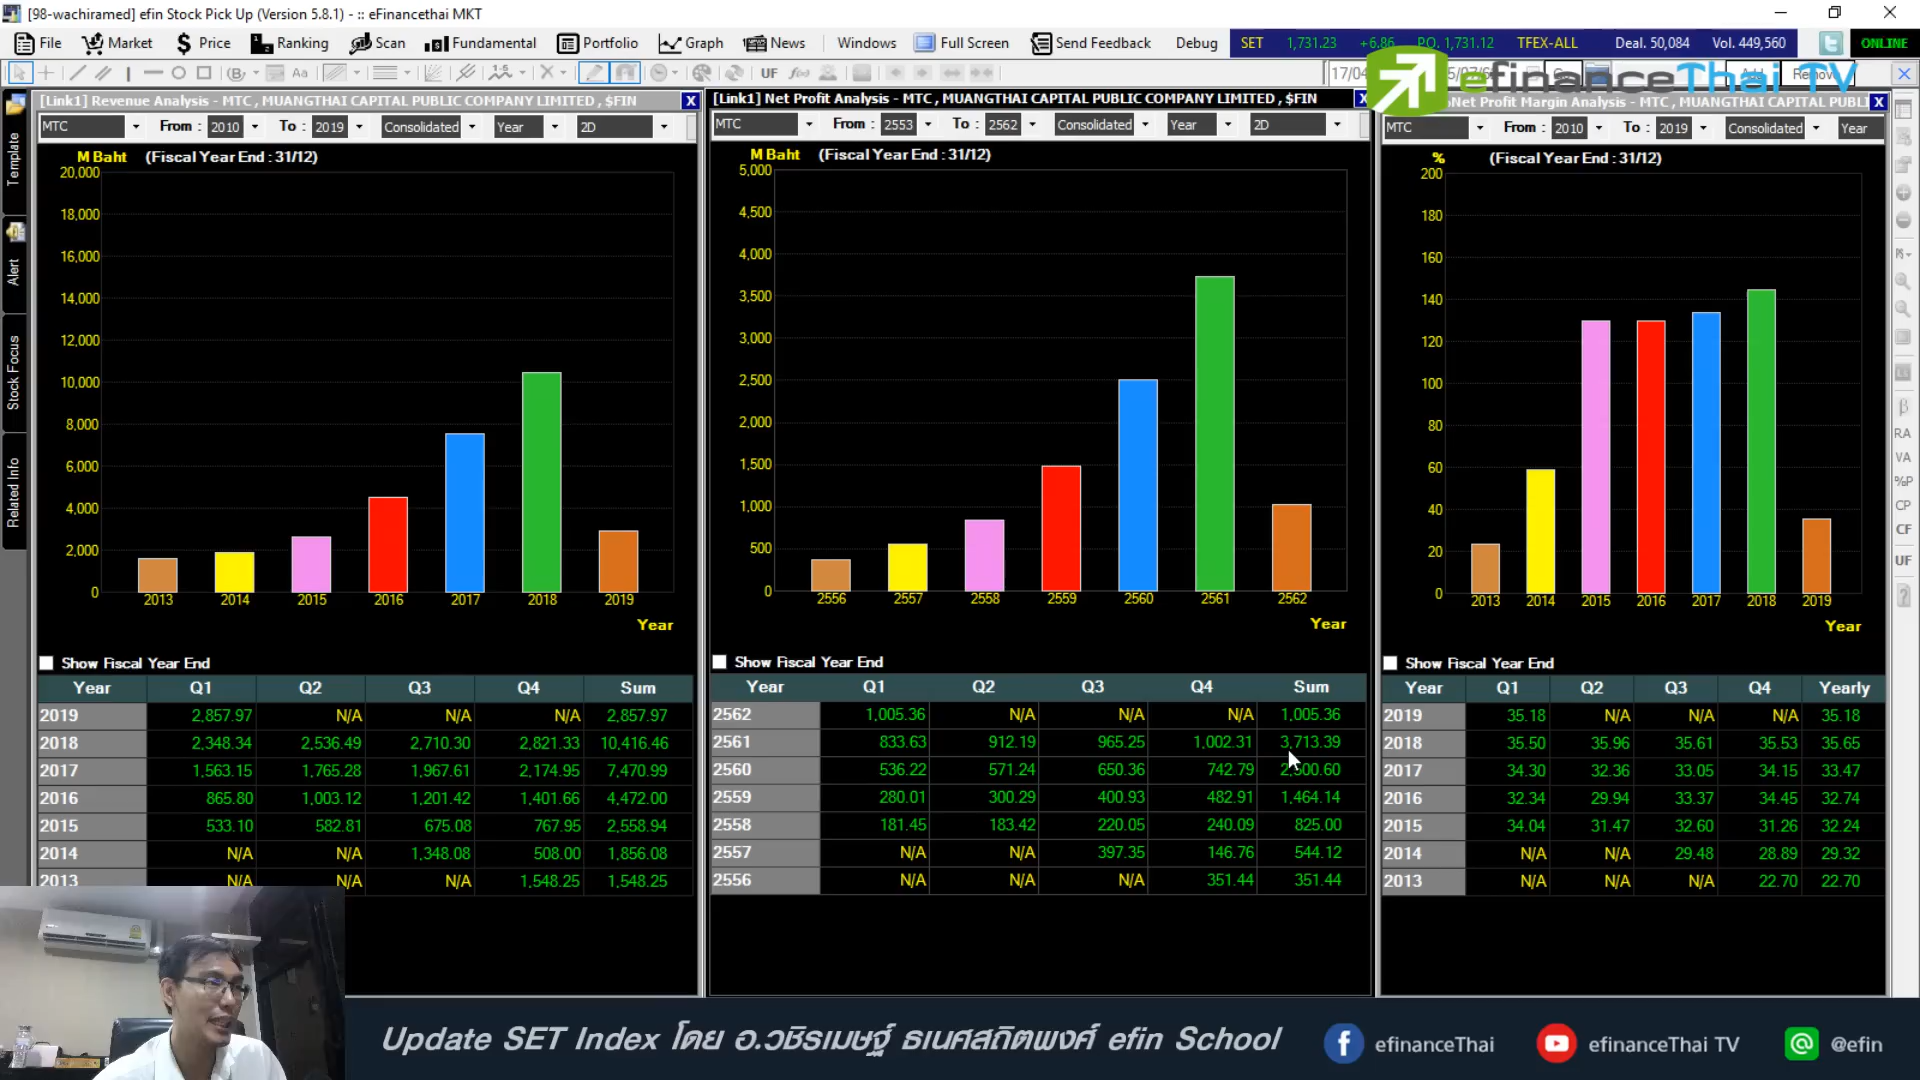 [98-wachiramed] efin Stock Pick Up (Version 5.8.1) - :: eFinancethai MKT
File Market Price Ranking Scan Fundamental Portfolio Graph News Windows Full Screen Send Feedback Debug SET 1,731.23 +6.86 PO. 1,731.12 TFEX-ALL Deal. 50,084 Vol. 449,560 ONLINE
UF
efinanceThai TV
Template
Alert
Stock Focus
Related Info
[Link1] Revenue Analysis - MTC , MUANGTHAI CAPITAL PUBLIC COMPANY LIMITED , $FIN
MTC From : 2010 To : 2019 Consolidated Year 2D
M Baht (Fiscal Year End : 31/12)
20,000
18,000
16,000
14,000
12,000
10,000
8,000
6,000
4,000
2,000
0
2013 2014 2015 2016 2017 2018 2019
Year
Show Fiscal Year End
Year Q1 Q2 Q3 Q4 Sum
2019 2,857.97 N/A N/A N/A 2,857.97
2018 2,348.34 2,536.49 2,710.30 2,821.33 10,416.46
2017 1,563.15 1,765.28 1,967.61 2,174.95 7,470.99
2016 865.80 1,003.12 1,201.42 1,401.66 4,472.00
2015 533.10 582.81 675.08 767.95 2,558.94
2014 N/A N/A 1,348.08 508.00 1,856.08
2013 N/A N/A N/A 1,548.25 1,548.25
[Link1] Net Profit Analysis - MTC , MUANGTHAI CAPITAL PUBLIC COMPANY LIMITED , $FIN
MTC From : 2553 To : 2562 Consolidated Year 2D
M Baht (Fiscal Year End : 31/12)
5,000
4,500
4,000
3,500
3,000
2,500
2,000
1,500
1,000
500
0
2556 2557 2558 2559 2560 2561 2562
Year
Show Fiscal Year End
Year Q1 Q2 Q3 Q4 Sum
2562 1,005.36 N/A N/A N/A 1,005.36
2561 833.63 912.19 965.25 1,002.31 3,713.39
2560 536.22 571.24 650.36 742.79
2559 280.01 300.29 400.93 482.91 1,464.14
2558 181.45 183.42 220.05 240.09 825.00
2557 N/A N/A 397.35 146.76 544.12
2556 N/A N/A N/A 351.44 351.44
Net Profit Margin Analysis - MTC , MUANGTHAI CAPITAL PUBLI
MTC From : 2010 To : 2019 Consolidated Year
% (Fiscal Year End : 31/12)
200
180
160
140
120
100
80
60
40
20
0
2013 2014 2015 2016 2017 2018 2019
Year
Show Fiscal Year End
Year Q1 Q2 Q3 Q4 Yearly
2019 35.18 N/A N/A N/A 35.18
2018 35.50 35.96 35.61 35.53 35.65
2017 34.30 32.36 33.05 34.15 33.47
2016 32.34 29.94 33.37 34.45 32.74
2015 34.04 31.47 32.60 31.26 32.24
2014 N/A N/A 29.48 28.89 29.32
2013 N/A N/A N/A 22.70 22.70
β
RA
VA
%P
CP
CF
UF
Update SET Index โดย อ.วชิรเมษฐ์ ธเนศสถิตพงศ์ efin School
efinanceThai
efinanceThai TV
@efin